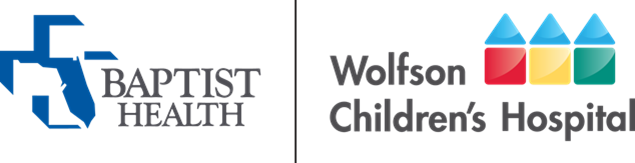 BAPTIST
HEALTH
Wolfson
Children's Hospital